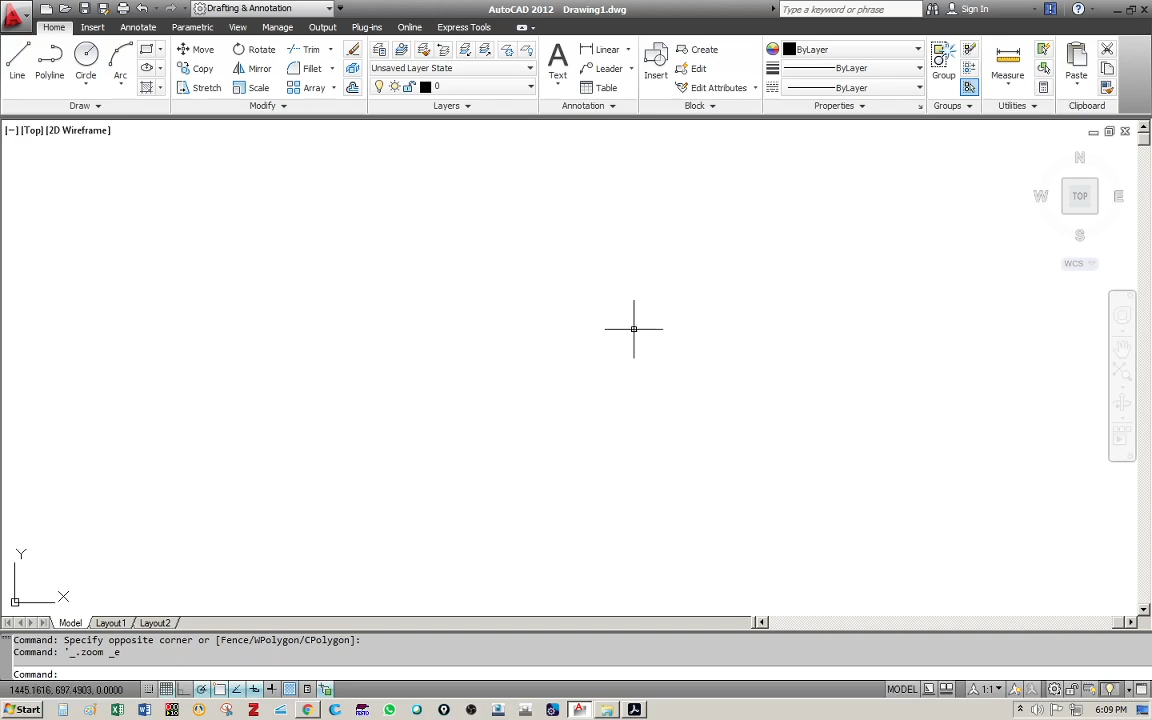 Drafting & Annotation
AutoCAD 2012 Drawing1.dwg
Type a keyword or phrase
Sign In
Home Insert Annotate Parametric View Manage Output Plug-ins Online Express Tools
Line Polyline Circle Arc
Move Rotate Trim
Copy Mirror Fillet
Stretch Scale Array
Unsaved Layer State
0
Text
Linear
Leader
Table
Insert
Create
Edit
Edit Attributes
ByLayer
ByLayer
ByLayer
Group
Measure
Paste
Draw Modify Layers Annotation Block Properties Groups Utilities Clipboard
[−][Top][2D Wireframe]
N
W TOP E
S
WCS
Y
X
Model Layout1 Layout2
Command: Specify opposite corner or [Fence/WPolygon/CPolygon]:
Command: '_.zoom _e
Command:
1445.1616, 697.4903, 0.0000
MODEL
1:1
Start
6:09 PM